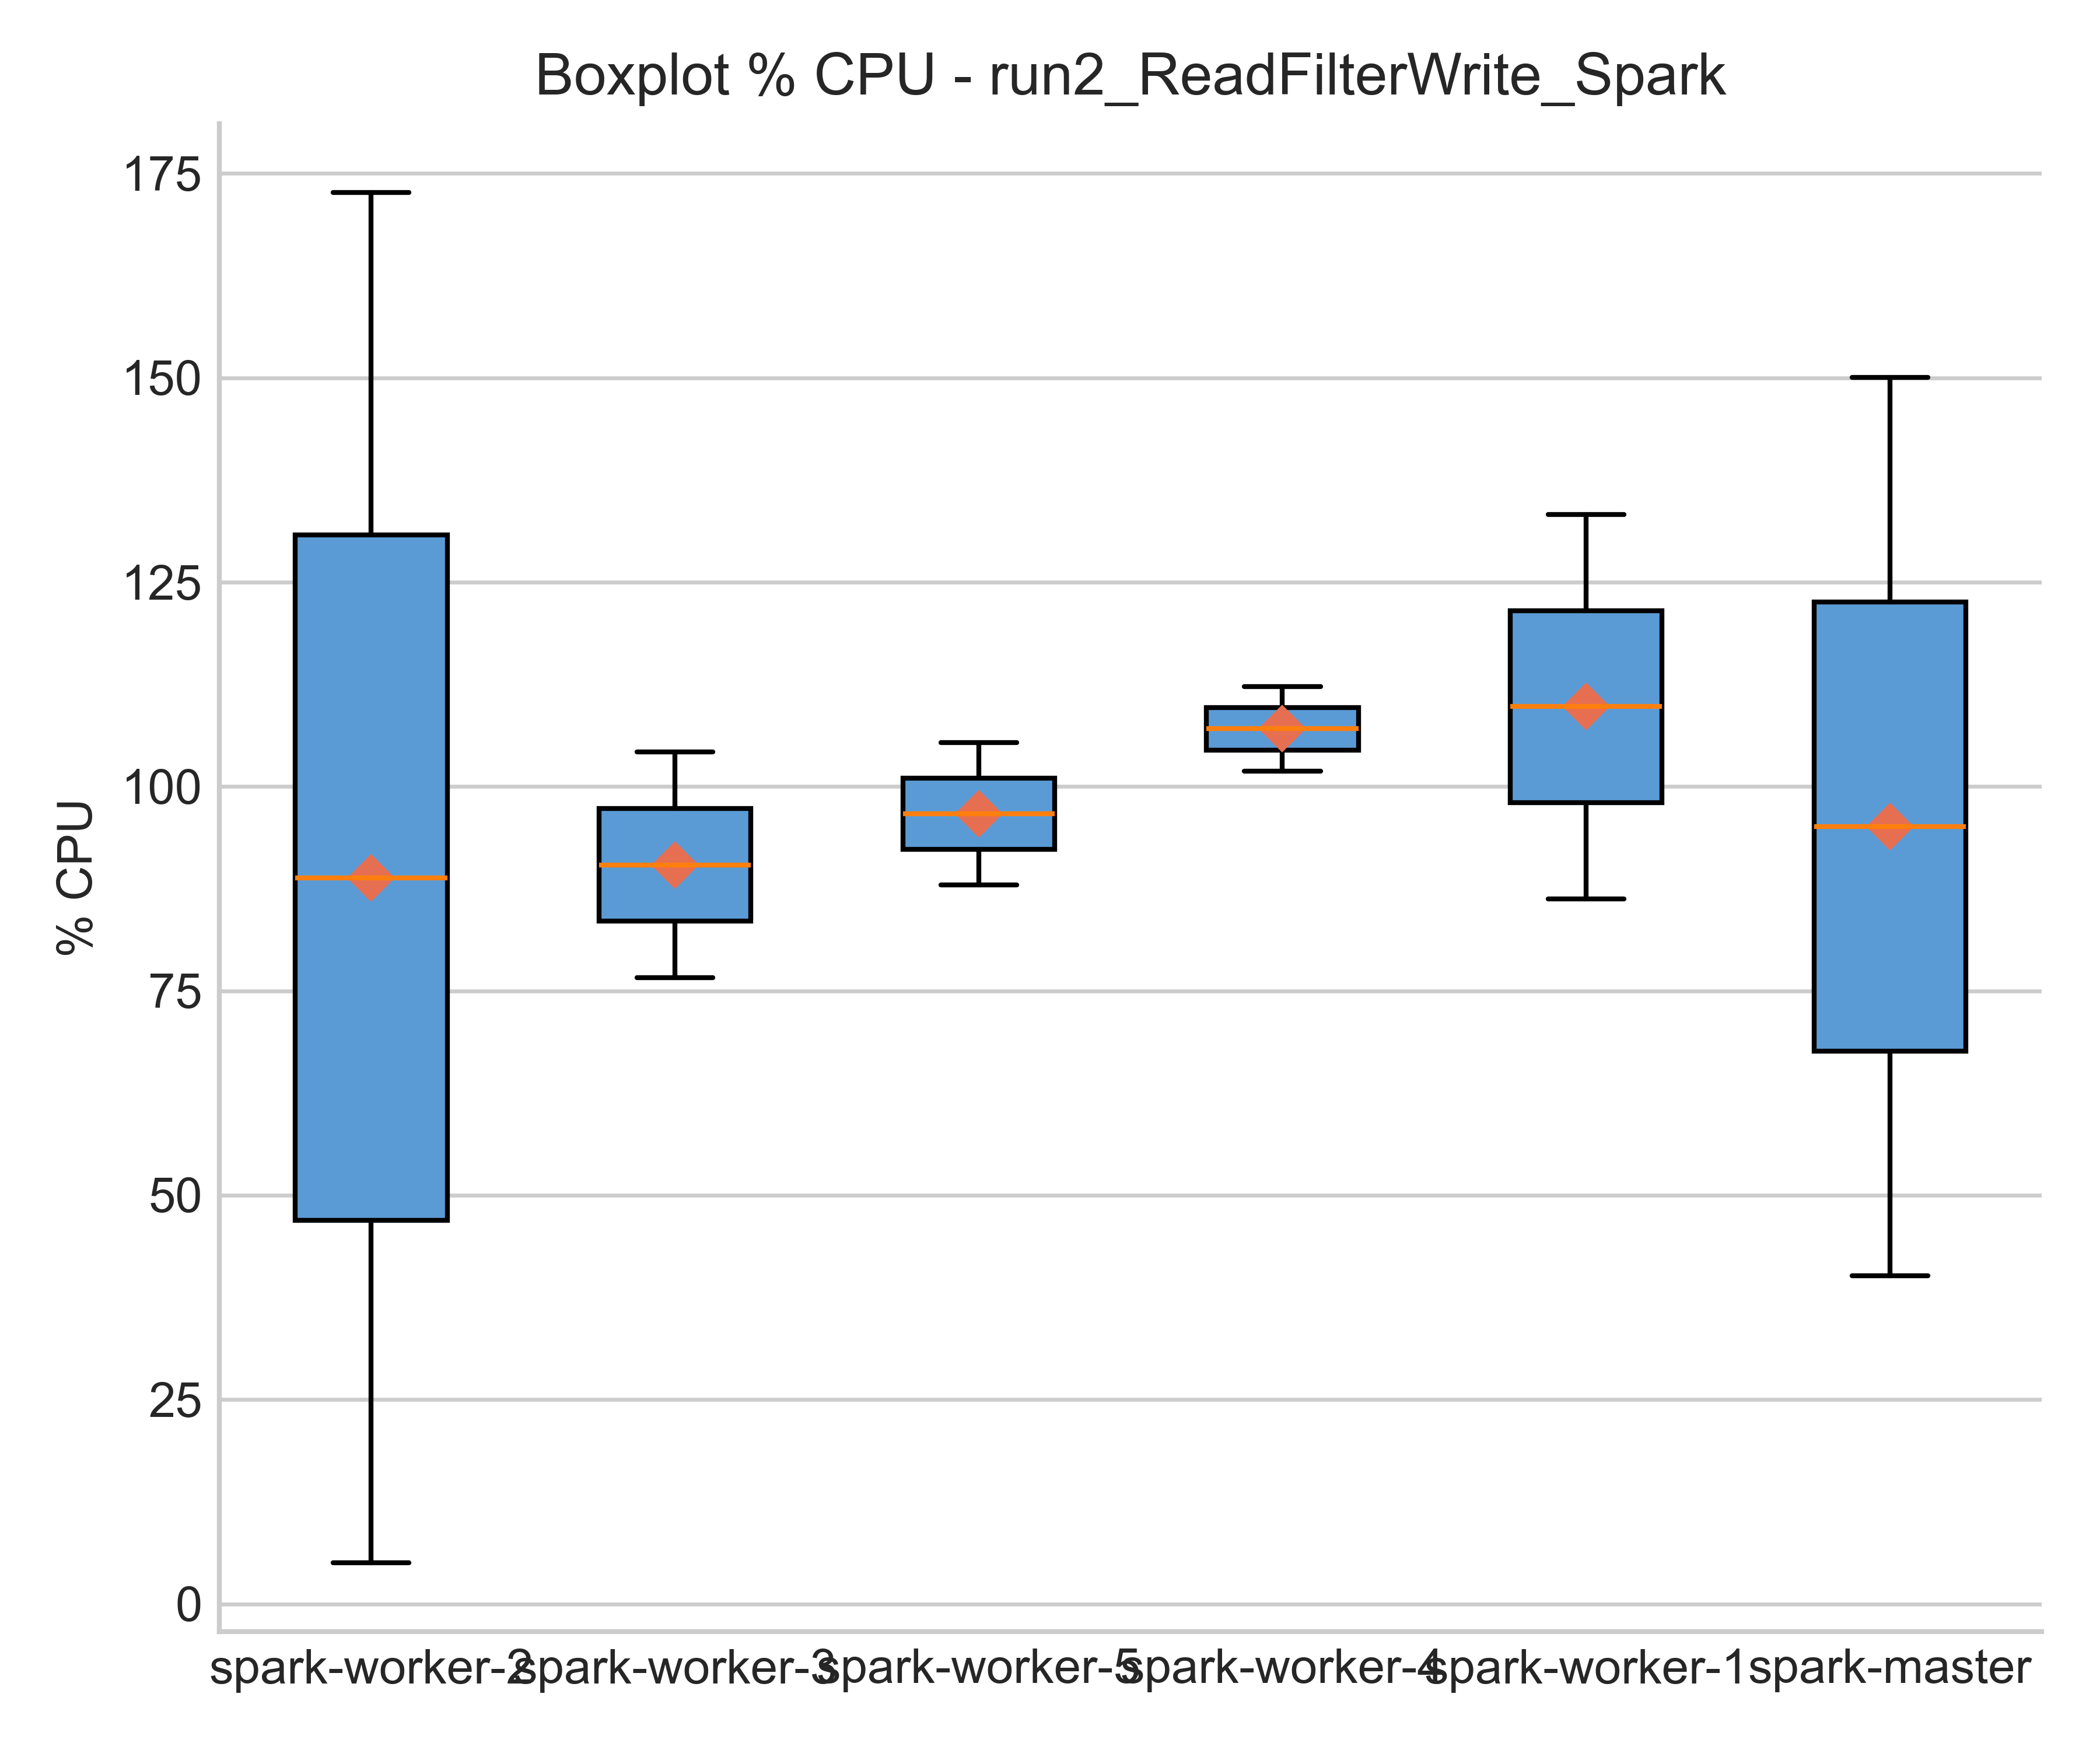 Boxplot % CPU - run2_ReadFilterWrite_Spark
% CPU
175
150
125
100
75
50
25
0
spark-worker-2 spark-worker-3 spark-worker-5 spark-worker-4 spark-worker-1 spark-master